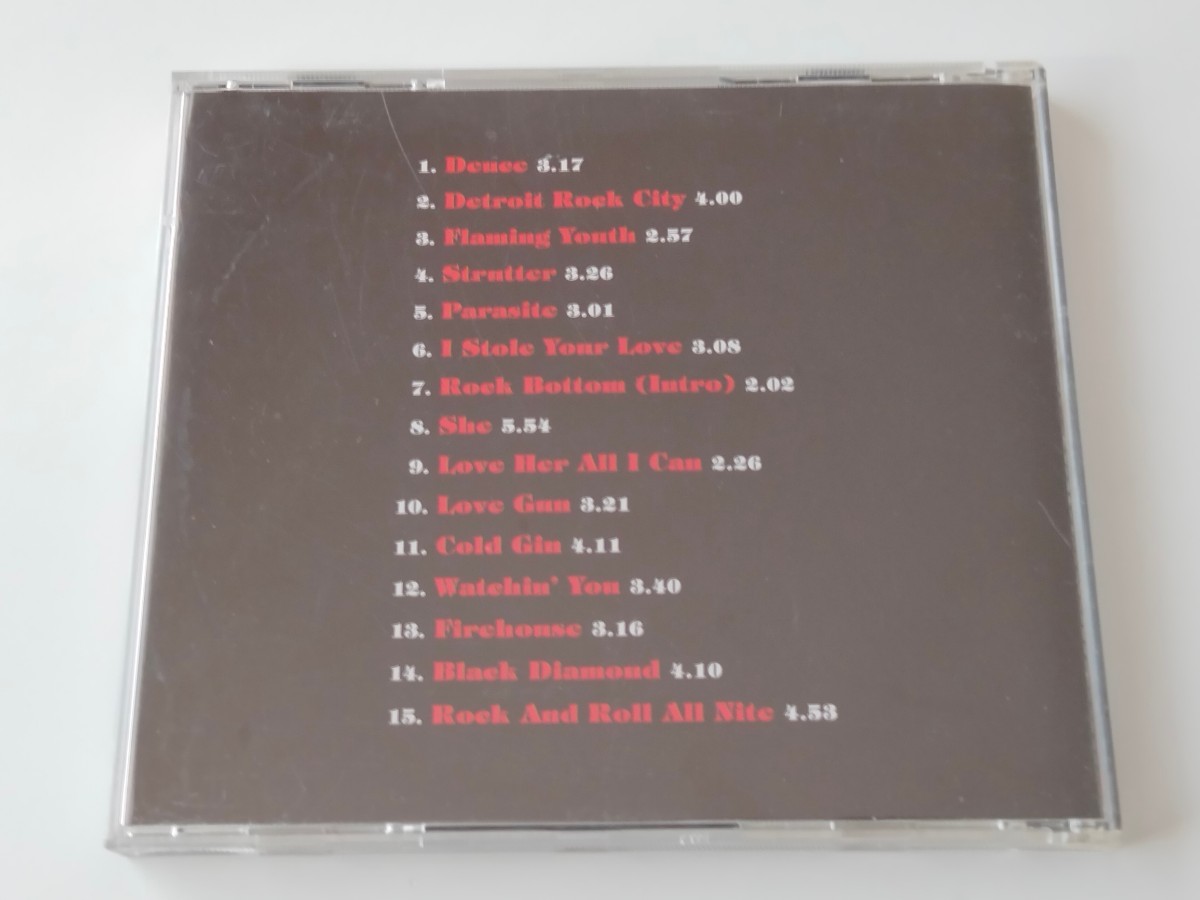 1. Deuce 3.17
2. Detroit Rock City 4.00
3. Flaming Youth 2.57
4. Strutter 3.26
5. Parasite 3.01
6. I Stole Your Love 3.08
7. Rock Bottom (Intro) 2.02
8. She 5.54
9. Love Her All I Can 2.26
10. Love Gun 3.21
11. Cold Gin 4.11
12. Watchin' You 3.40
13. Firehouse 3.16
14. Black Diamond 4.10
15. Rock And Roll All Nite 4.53